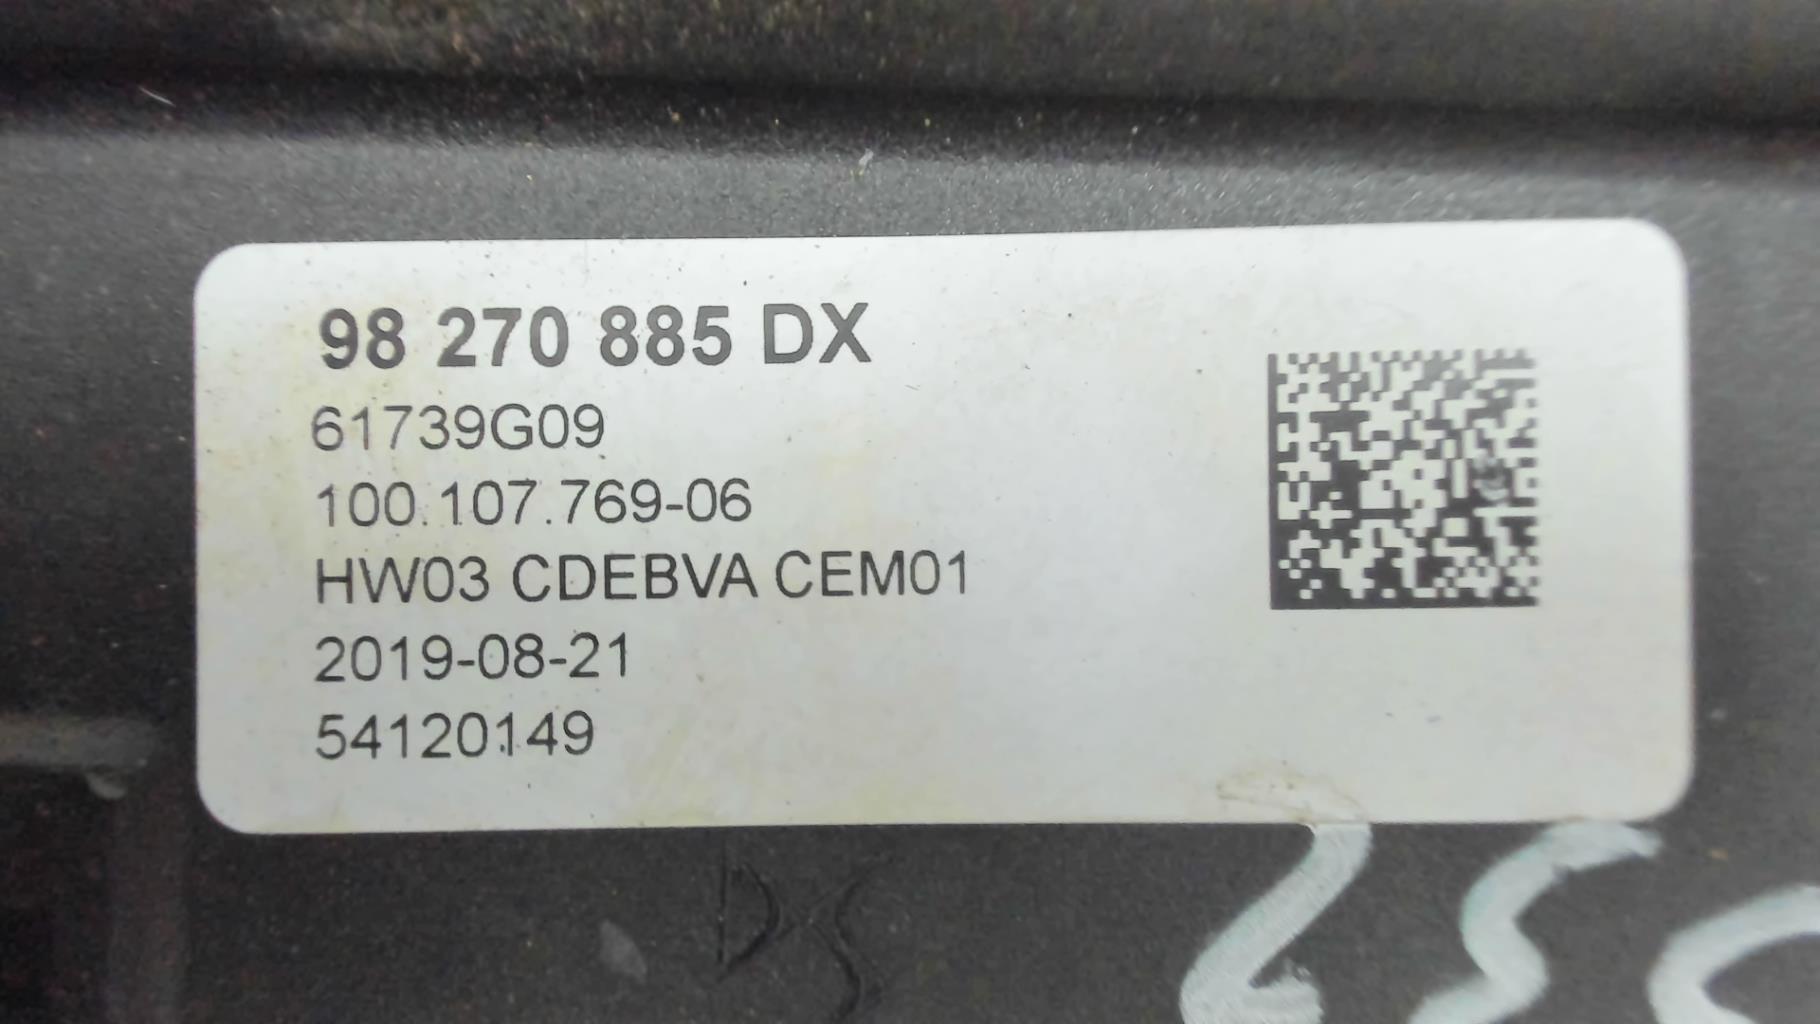 98 270 885 DX
61739G09
100.107.769-06
HW03 CDEBVA CEM01
2019-08-21
54120149